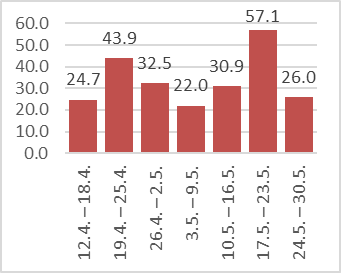 60.0
50.0
40.0
30.0
20.0
10.0
0.0
24.7
43.9
32.5
22.0
30.9
57.1
26.0
12.4. – 18.4.
19.4. – 25.4.
26.4. – 2.5.
3.5. – 9.5.
10.5. – 16.5.
17.5. – 23.5.
24.5. – 30.5.